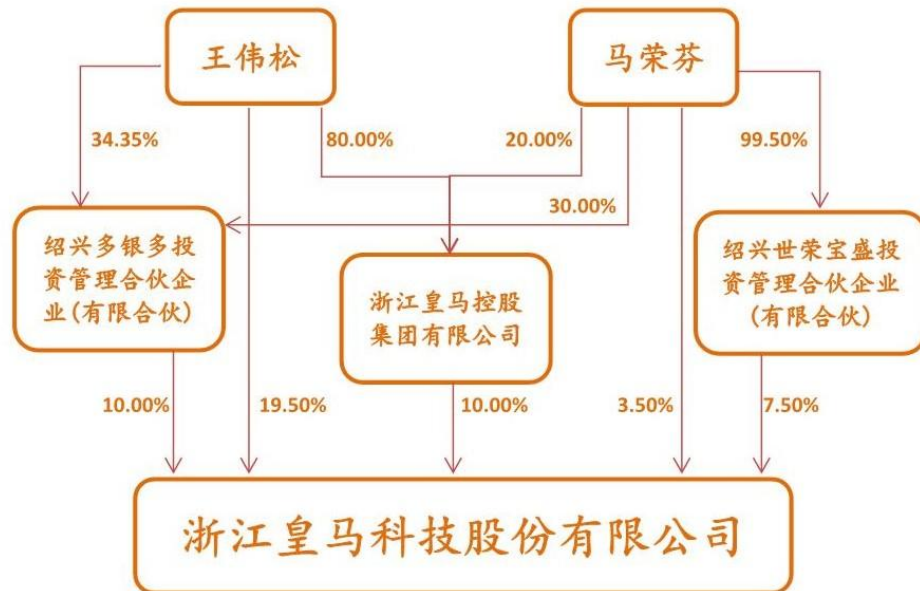 王伟松
马荣芬
34.35%
80.00%
20.00%
99.50%
30.00%
绍兴多银多投
资管理合伙企
业(有限合伙)
浙江皇马控股
集团有限公司
绍兴世荣宝盛投
资管理合伙企业
(有限合伙)
10.00%
19.50%
10.00%
3.50%
7.50%
浙江皇马科技股份有限公司